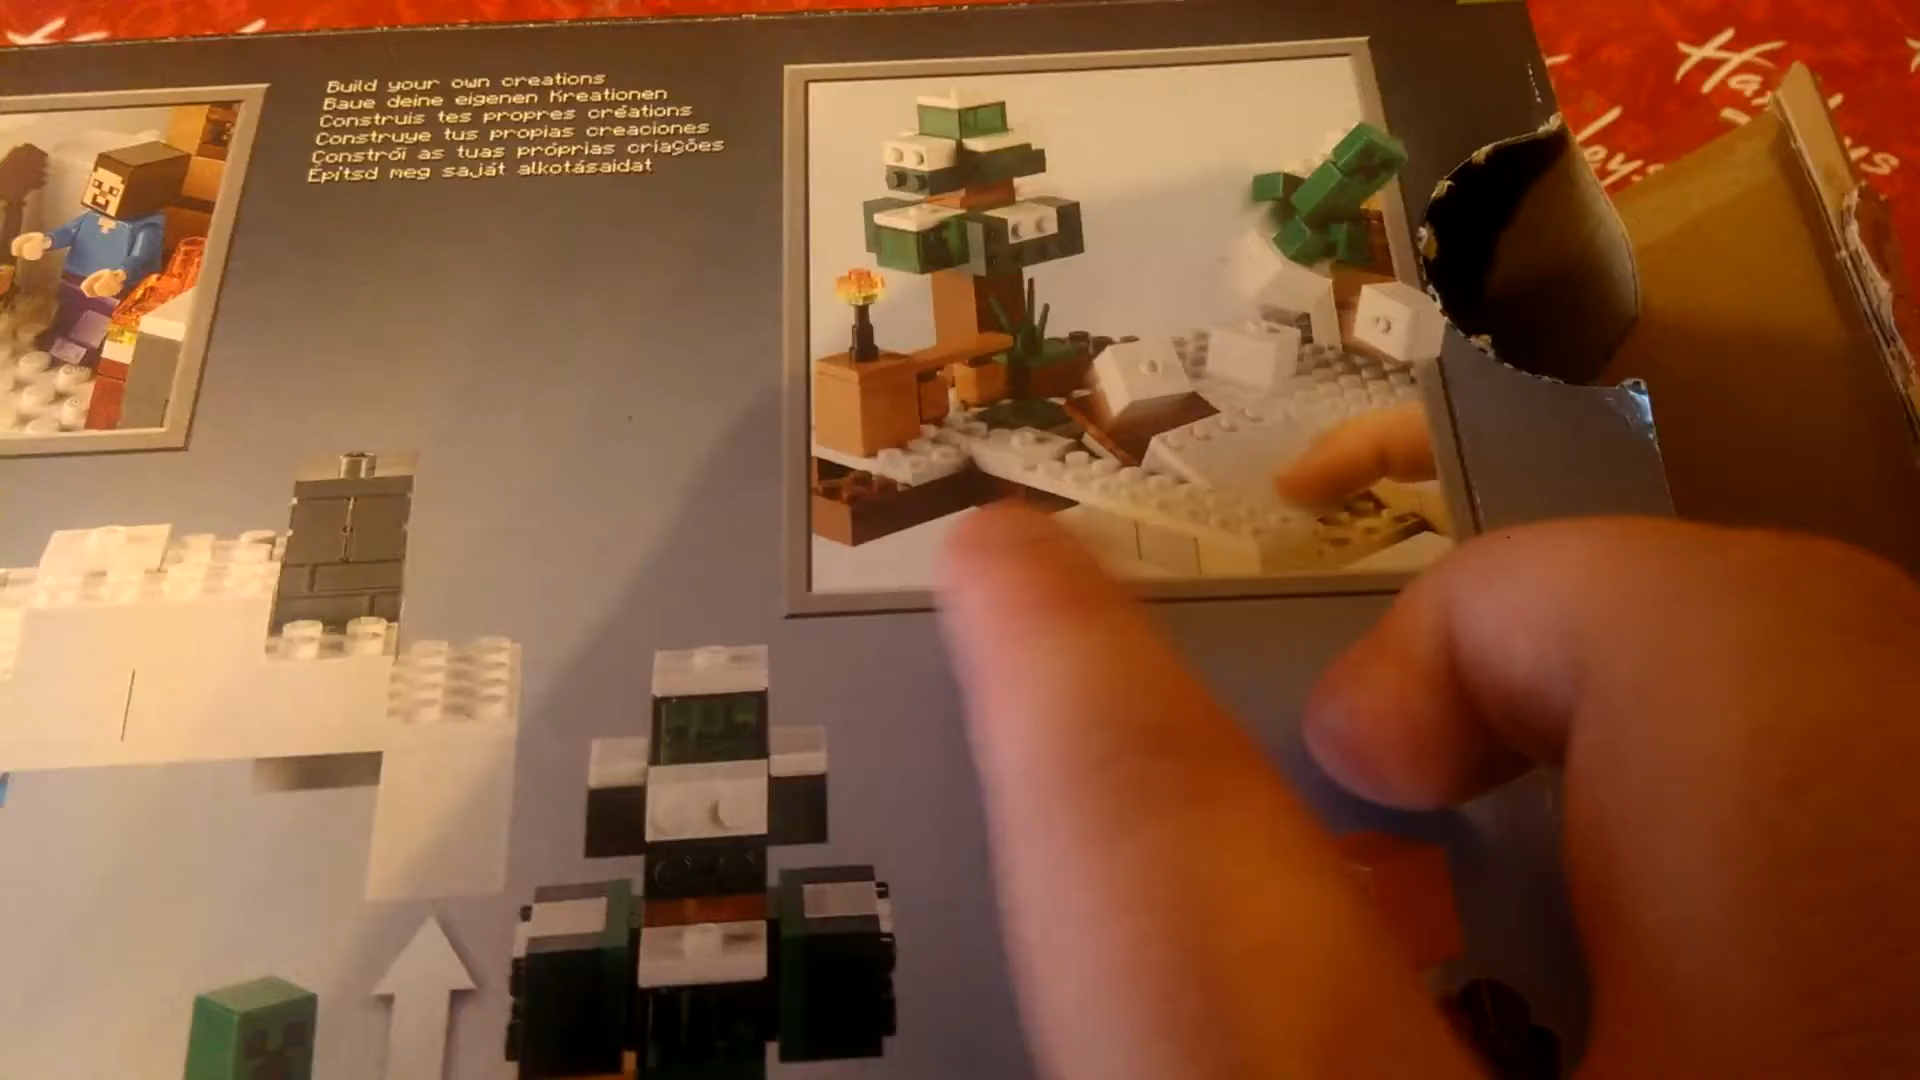 Build your own creations
Baue deine eigenen Kreationen
Construis tes propres créations
Construye tus propias creaciones
Constrói as tuas próprias criações
Építsd meg saját alkotásaidat